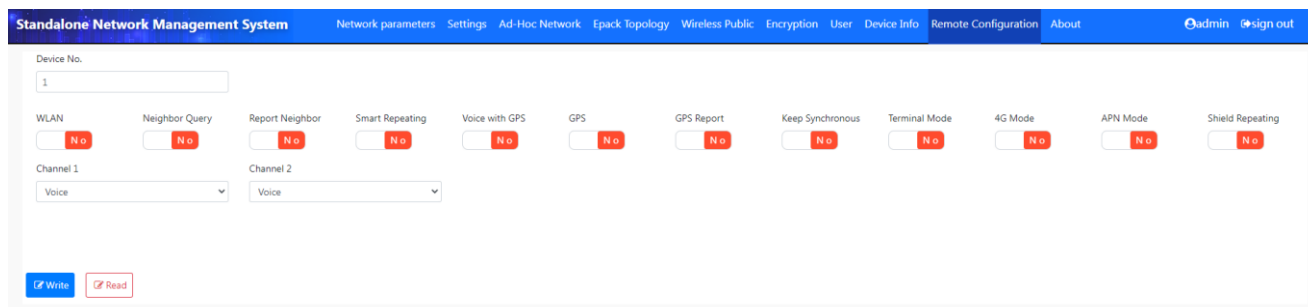 Standalone Network Management System Network parameters Settings Ad-Hoc Network Epack Topology Wireless Public Encryption User Device Info Remote Configuration About admin sign out
Device No.
1
WLAN Neighbor Query Report Neighbor Smart Repeating Voice with GPS GPS GPS Report Keep Synchronous Terminal Mode 4G Mode APN Mode Shield Repeating
No No No No No No No No No No No No
Channel 1 Channel 2
Voice Voice
Write Read